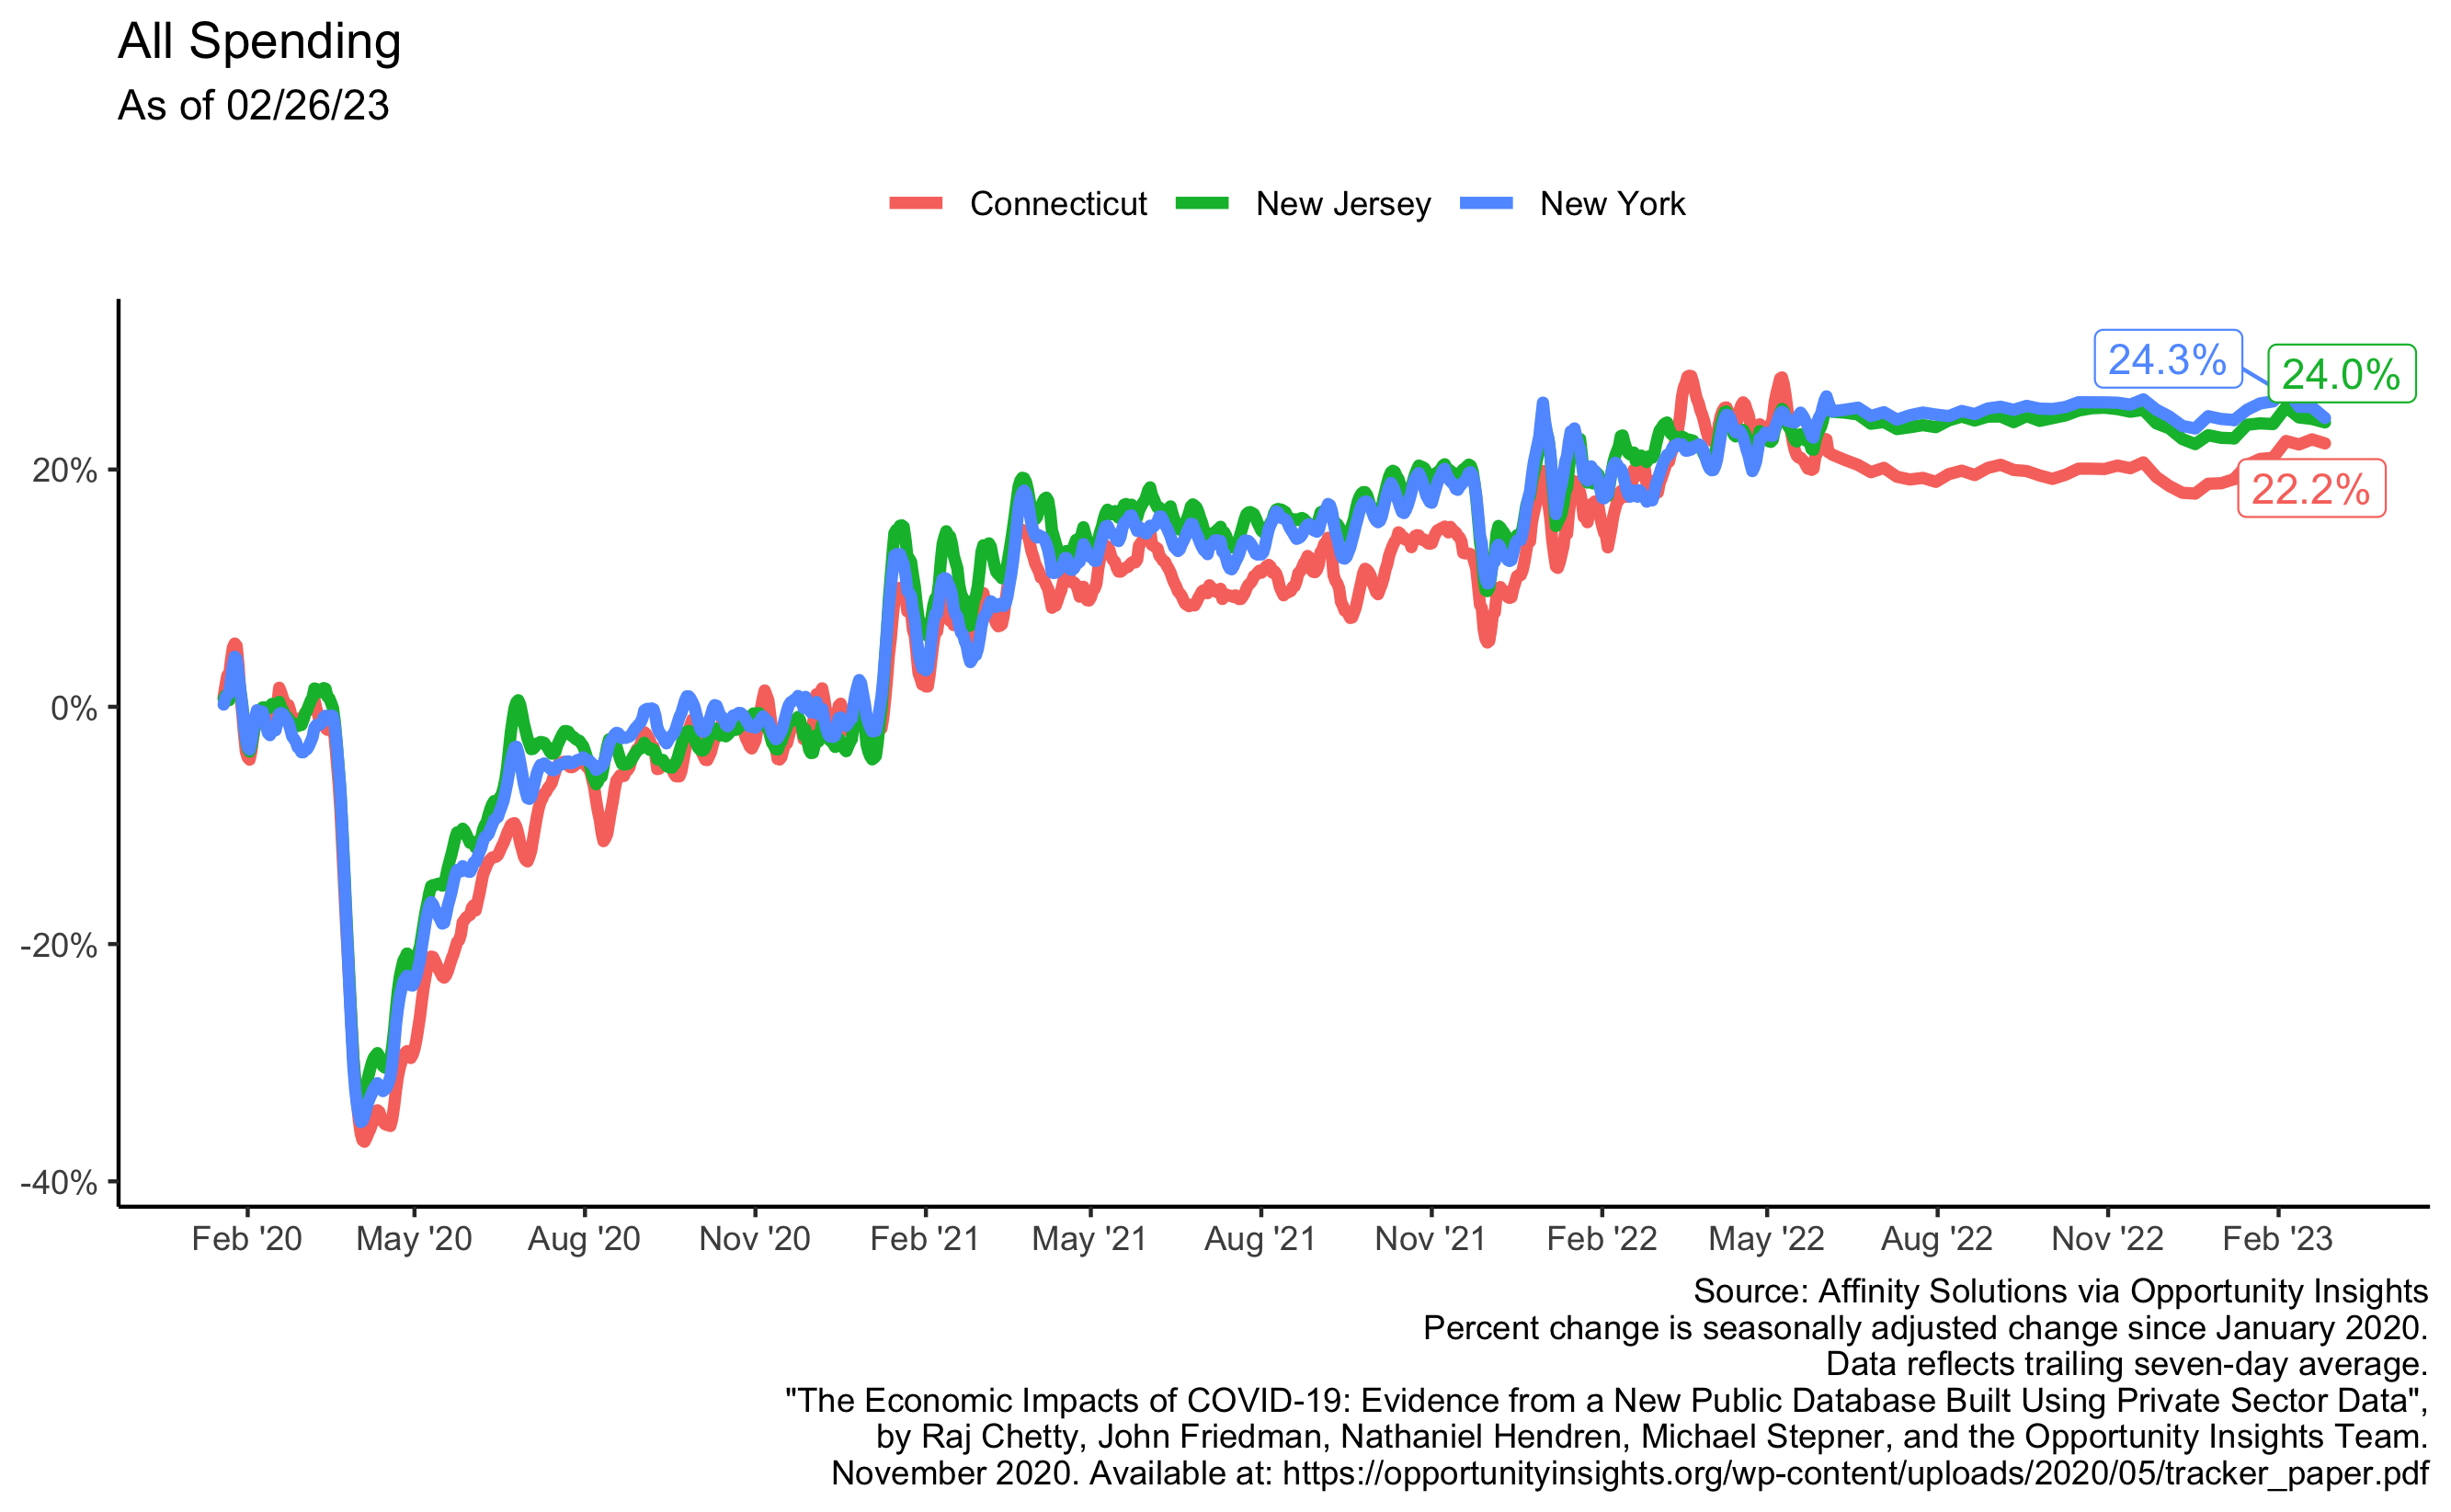 All Spending
As of 02/26/23
Connecticut New Jersey New York
24.3%
24.0%
22.2%
20%
0%
-20%
-40%
Feb '20 May '20 Aug '20 Nov '20 Feb '21 May '21 Aug '21 Nov '21 Feb '22 May '22 Aug '22 Nov '22 Feb '23
Source: Affinity Solutions via Opportunity Insights
Percent change is seasonally adjusted change since January 2020.
Data reflects trailing seven-day average.
"The Economic Impacts of COVID-19: Evidence from a New Public Database Built Using Private Sector Data",
by Raj Chetty, John Friedman, Nathaniel Hendren, Michael Stepner, and the Opportunity Insights Team.
November 2020. Available at: https://opportunityinsights.org/wp-content/uploads/2020/05/tracker_paper.pdf